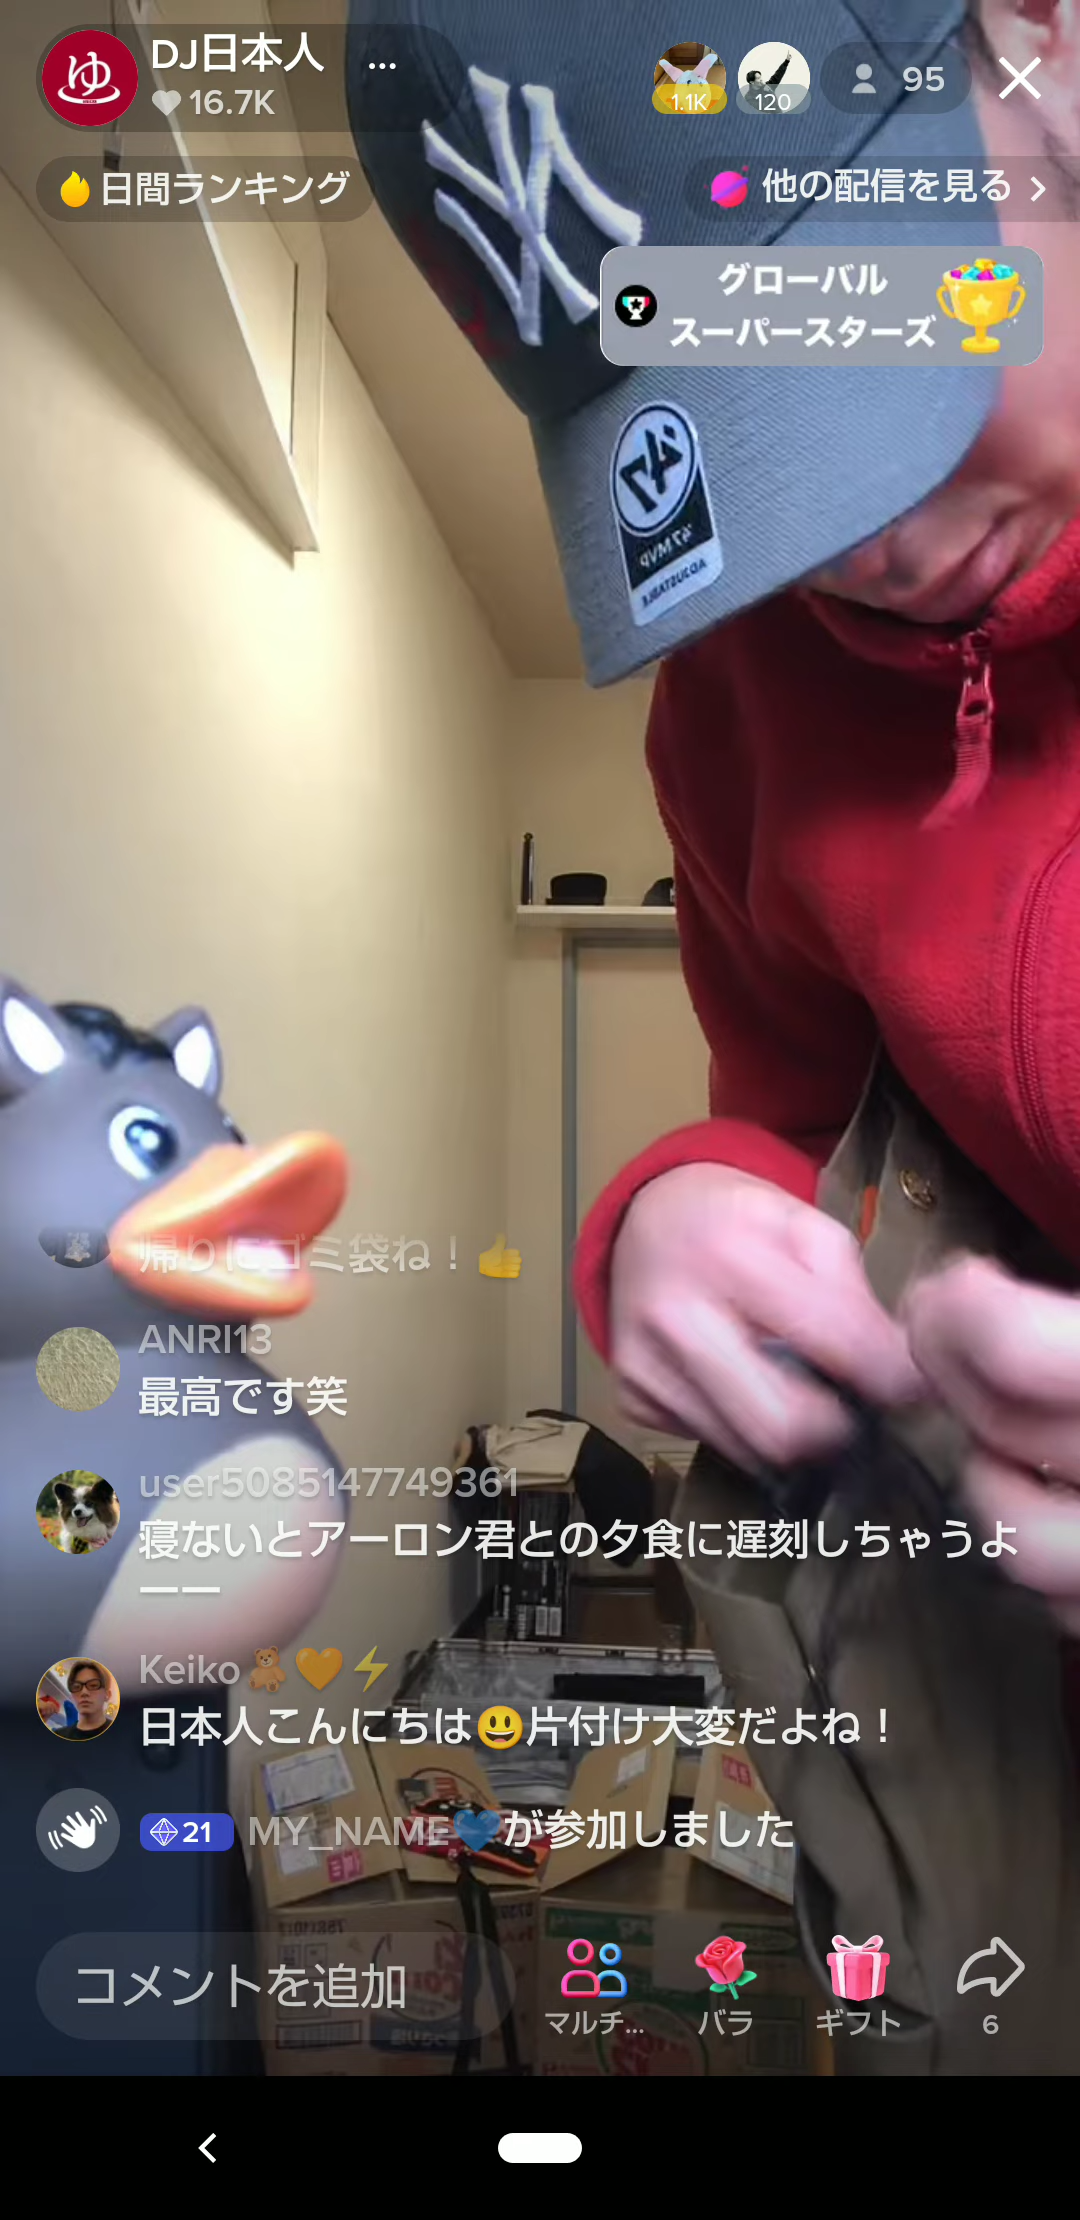 ゆ
DJ日本人 ...
16.7K
1.1K
120
95
日間ランキング
他の配信を見る
グローバル
スーパースターズ
NY
'47
'47 MVP
ADJUSTABLE
帰りにゴミ袋ね！👍
ANRI13
最高です笑
user5085147749361
寝ないとアーロン君との夕食に遅刻しちゃうよ
ーー
Keiko🧸🧡⚡
日本人こんにちは😃片付け大変だよね！
21 MY_NAME💙が参加しました
コメントを追加
マルチ...
バラ
ギフト
6